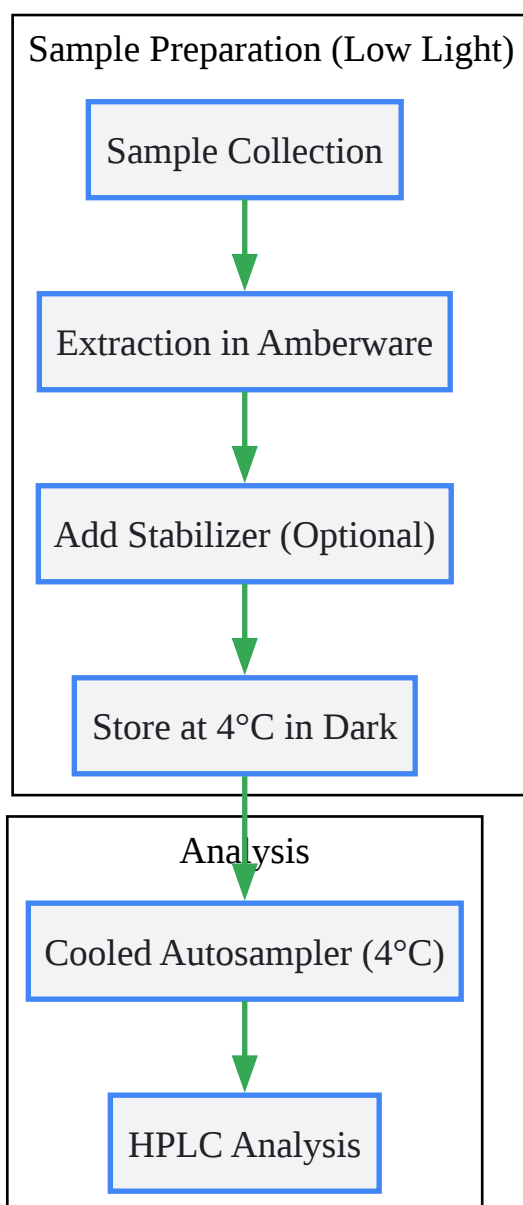 Sample Preparation (Low Light)
Sample Collection
Extraction in Amberware
Add Stabilizer (Optional)
Store at 4°C in Dark
Analysis
Cooled Autosampler (4°C)
HPLC Analysis